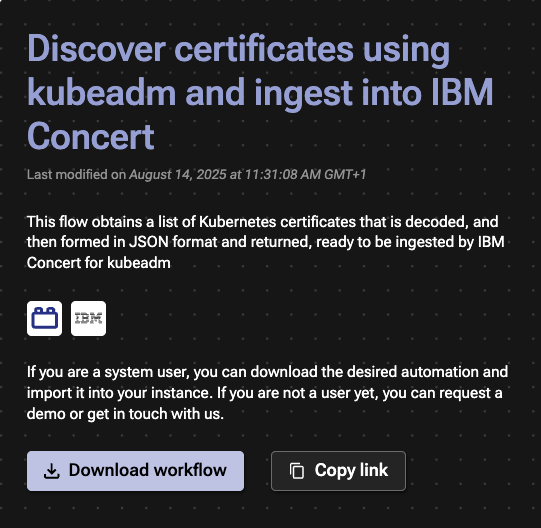 Discover certificates using
kubeadm and ingest into IBM
Concert
Last modified on August 14, 2025 at 11:31:08 AM GMT+1
This flow obtains a list of Kubernetes certificates that is decoded, and
then formed in JSON format and returned, ready to be ingested by IBM
Concert for kubeadm
IBM
If you are a system user, you can download the desired automation and
import it into your instance. If you are not a user yet, you can request a
demo or get in touch with us.
Download workflow
Copy link